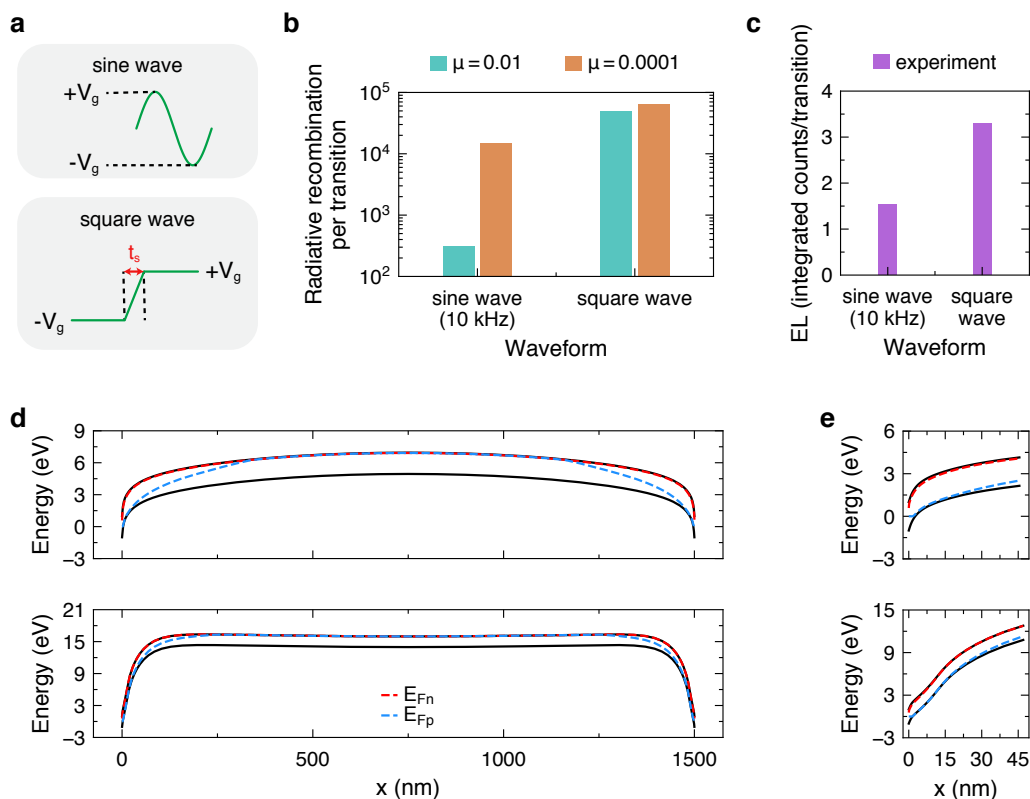 a
sine wave
+Vg
-Vg
square wave
ts
+Vg
-Vg
b
μ = 0.01
μ = 0.0001
Radiative recombination
per transition
10^5
10^4
10^3
10^2
sine wave
(10 kHz)
square wave
Waveform
c
experiment
EL (integrated counts/transition)
4
3
2
1
0
sine wave
(10 kHz)
square
wave
Waveform
d
Energy (eV)
9
6
3
0
−3
Energy (eV)
21
15
9
3
−3
E_Fn
E_Fp
0
500
1000
1500
x (nm)
e
Energy (eV)
6
3
0
−3
Energy (eV)
15
9
3
−3
0 15 30 45
x (nm)